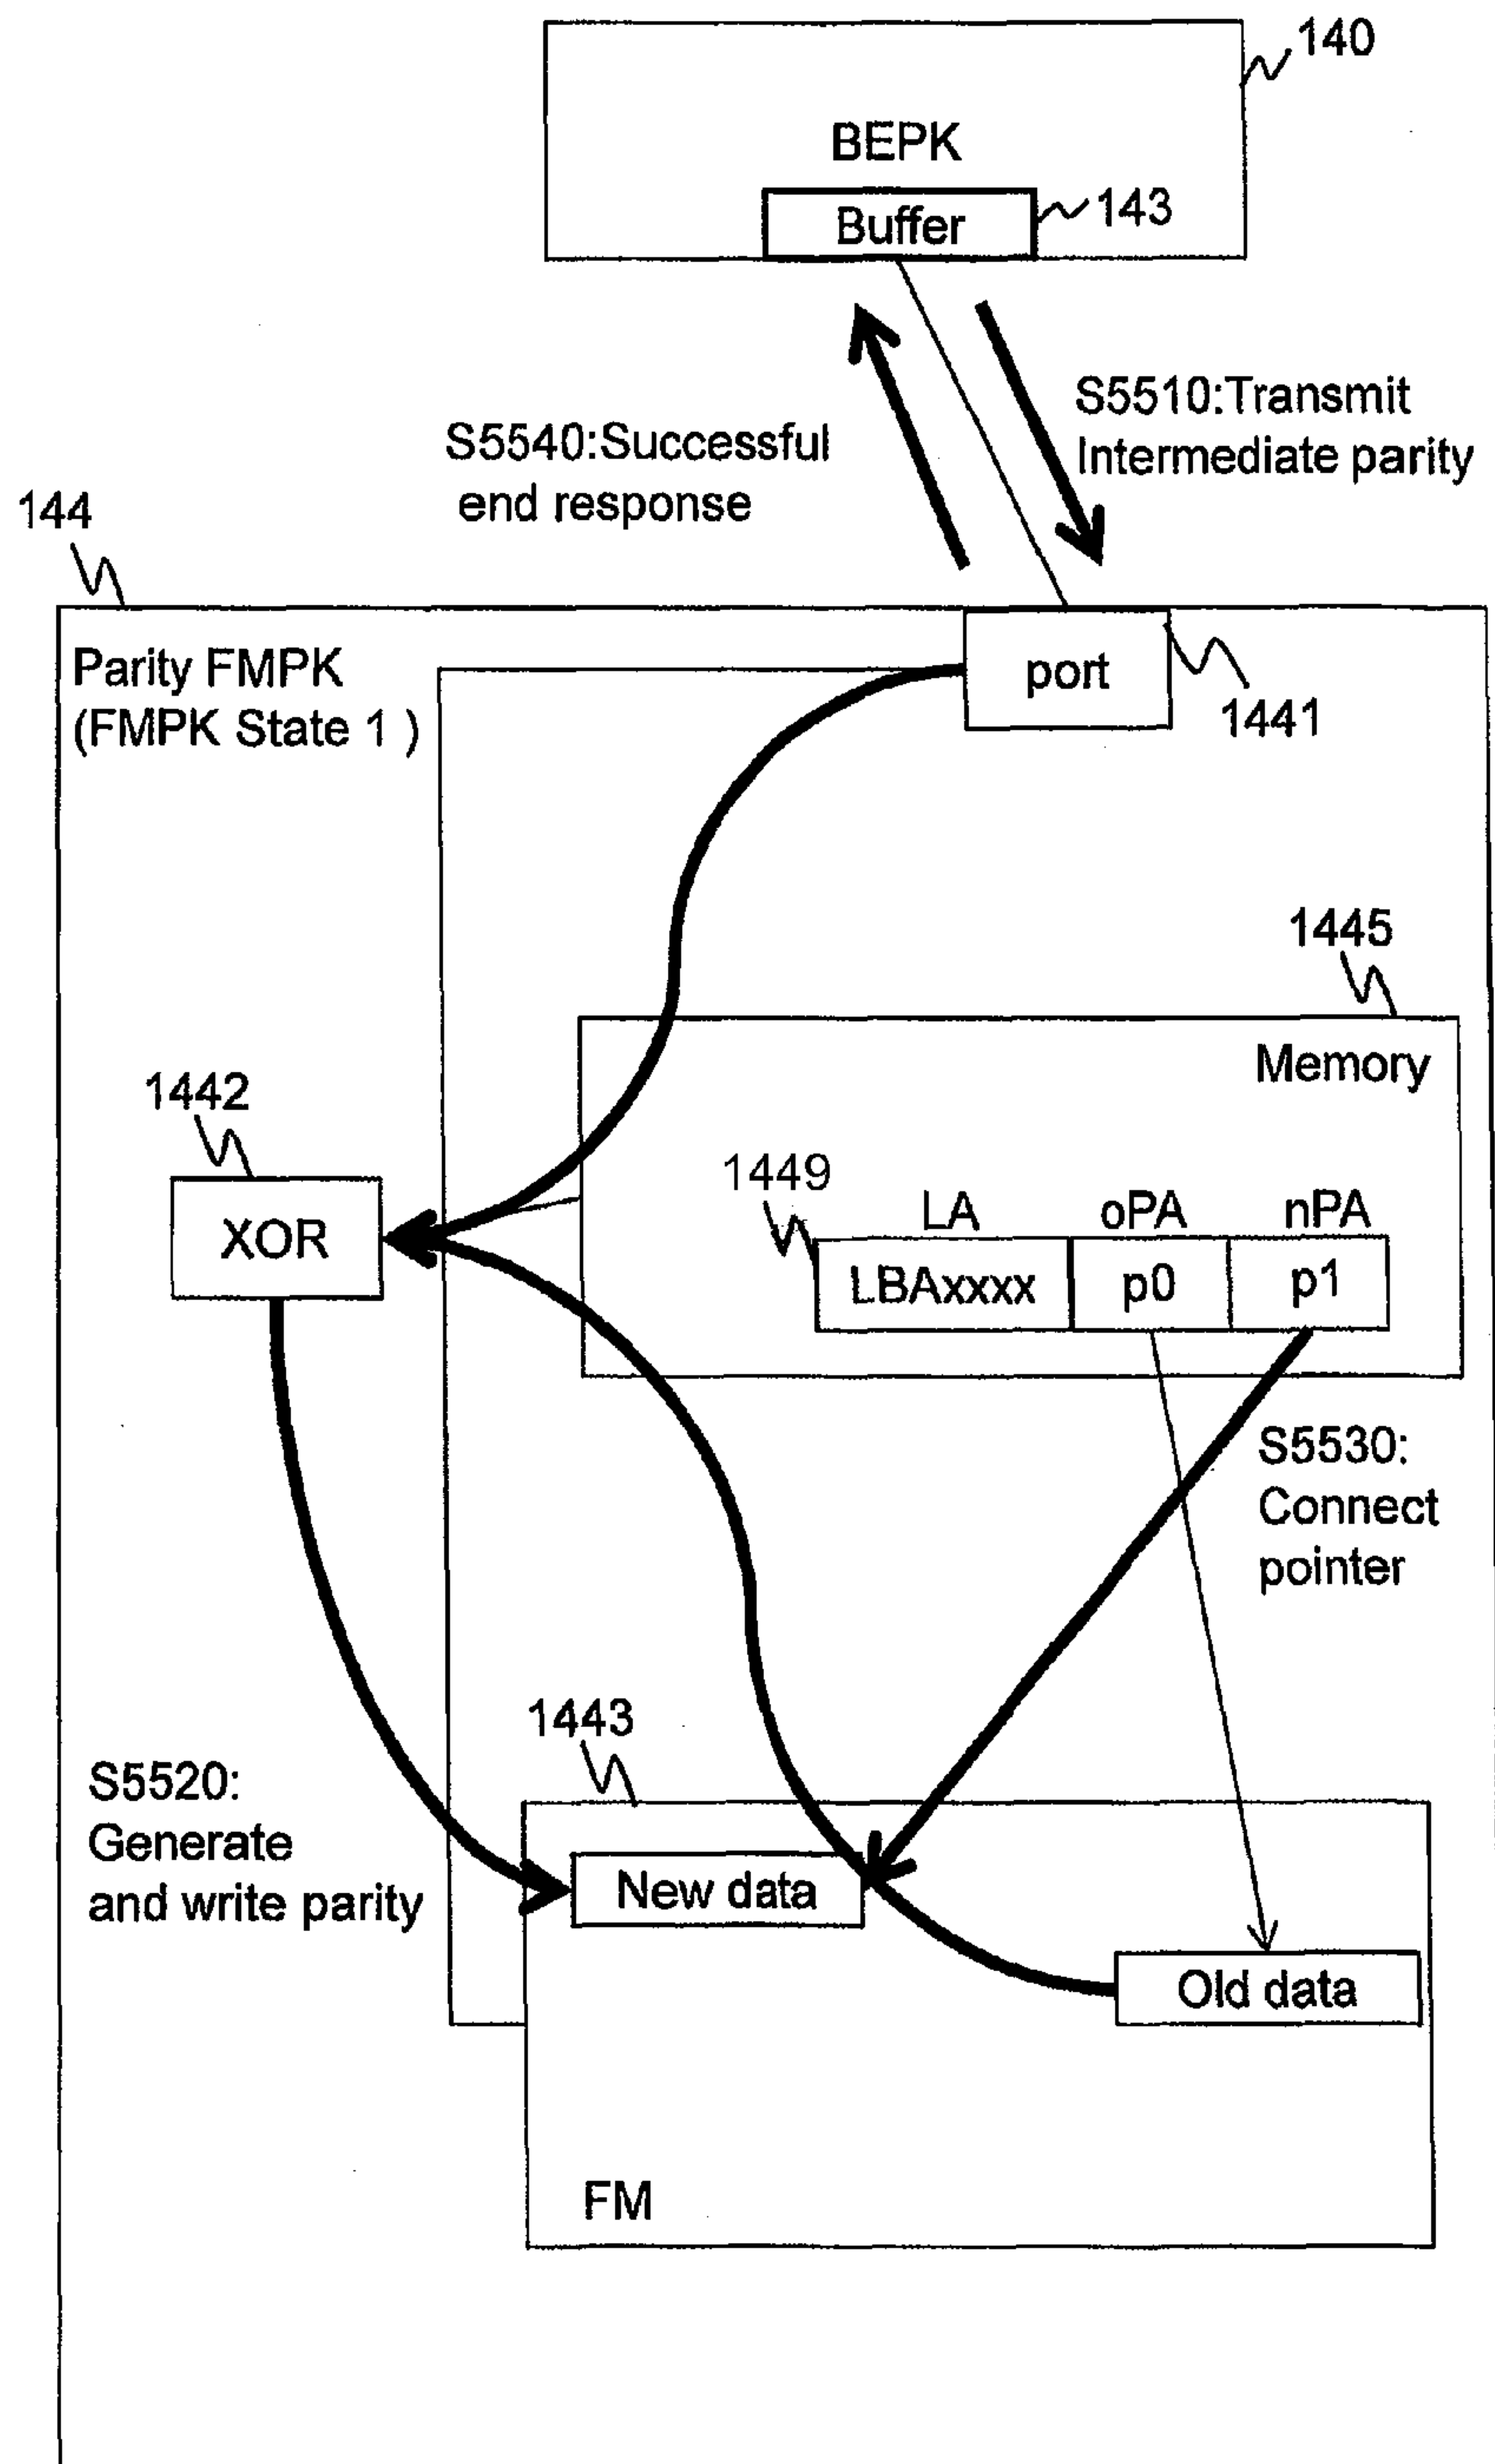 140
BEPK
Buffer
143
S5510:Transmit
Intermediate parity
S5540:Successful
end response
144
Parity FMPK
(FMPK State 1 )
port
1441
1445
Memory
1442
XOR
1449
LA
oPA
nPA
LBAxxxx
p0
p1
S5530:
Connect
pointer
1443
S5520:
Generate
and write parity
New data
Old data
FM